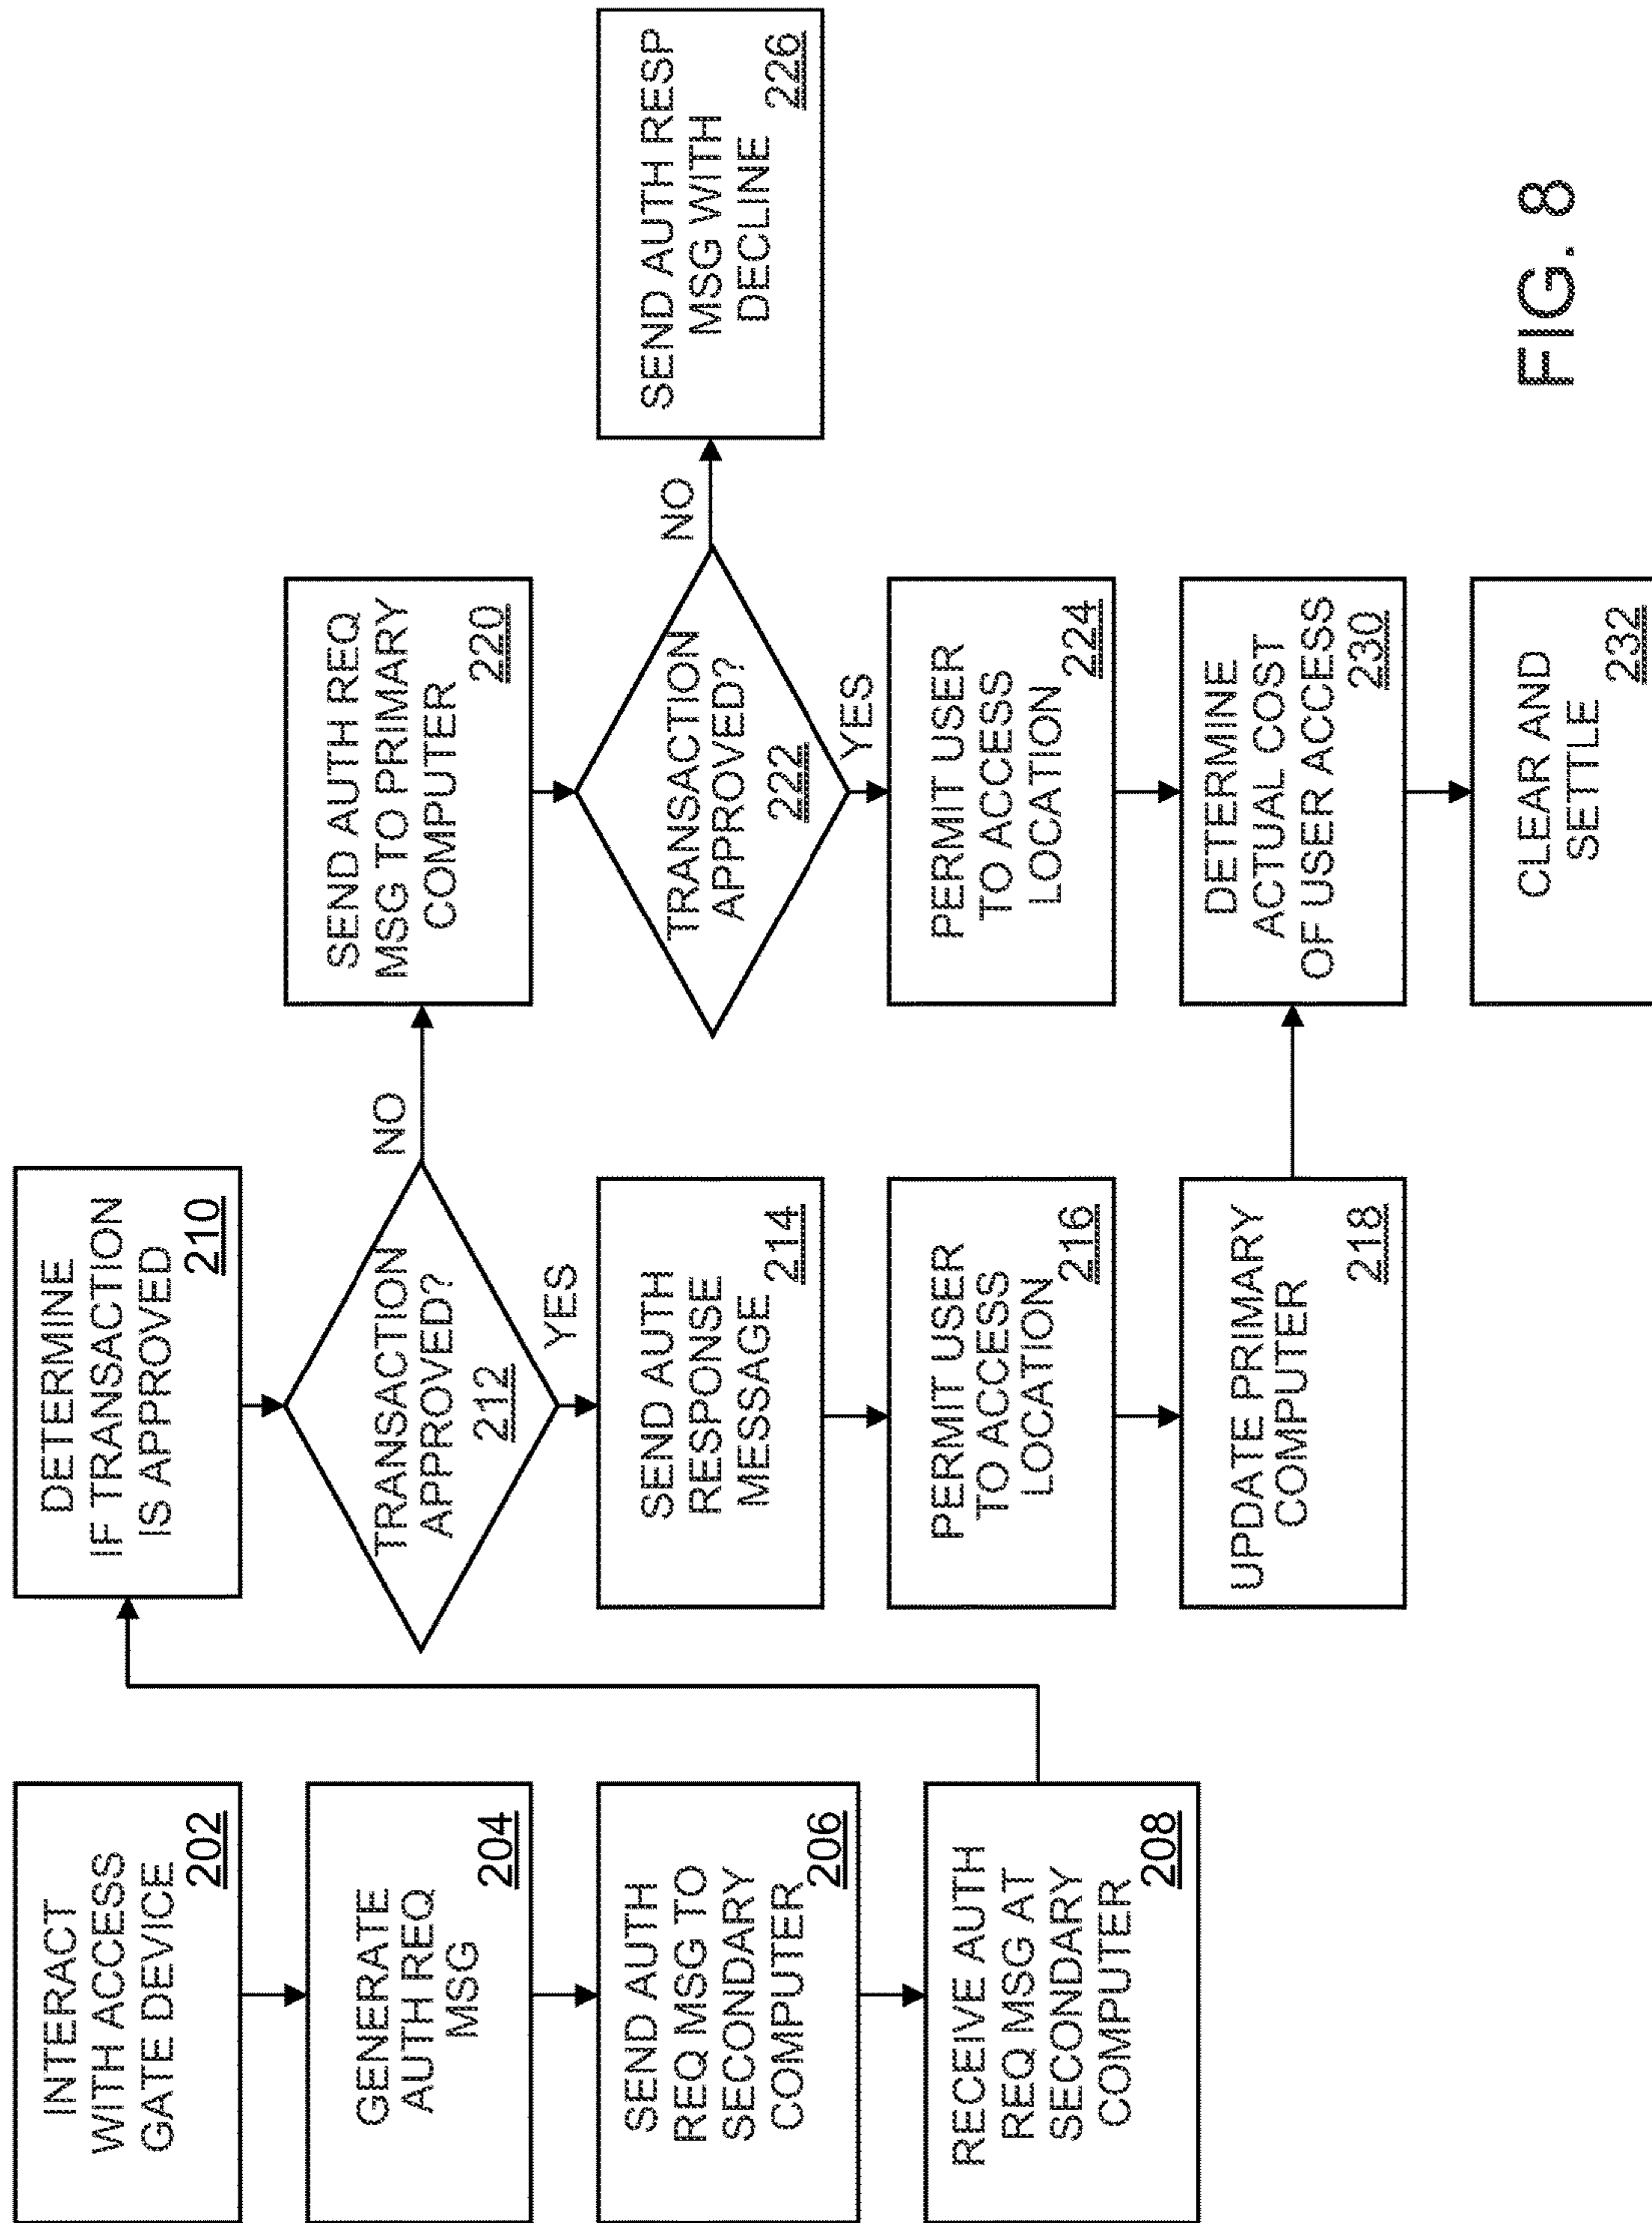 INTERACT
WITH ACCESS
GATE DEVICE
202
GENERATE
AUTH REQ
MSG
204
SEND AUTH
REQ MSG TO
SECONDARY
COMPUTER
206
RECEIVE AUTH
REQ MSG AT
SECONDARY
COMPUTER
208
DETERMINE
IF TRANSACTION
IS APPROVED
210
TRANSACTION
APPROVED?
212
NO
YES
SEND AUTH
RESPONSE
MESSAGE
214
PERMIT USER
TO ACCESS
LOCATION
216
UPDATE PRIMARY
COMPUTER
218
SEND AUTH REQ
MSG TO PRIMARY
COMPUTER
220
TRANSACTION
APPROVED?
222
NO
YES
PERMIT USER
TO ACCESS
LOCATION
224
DETERMINE
ACTUAL COST
OF USER ACCESS
230
CLEAR AND
SETTLE
232
SEND AUTH RESP
MSG WITH
DECLINE
226
FIG. 8